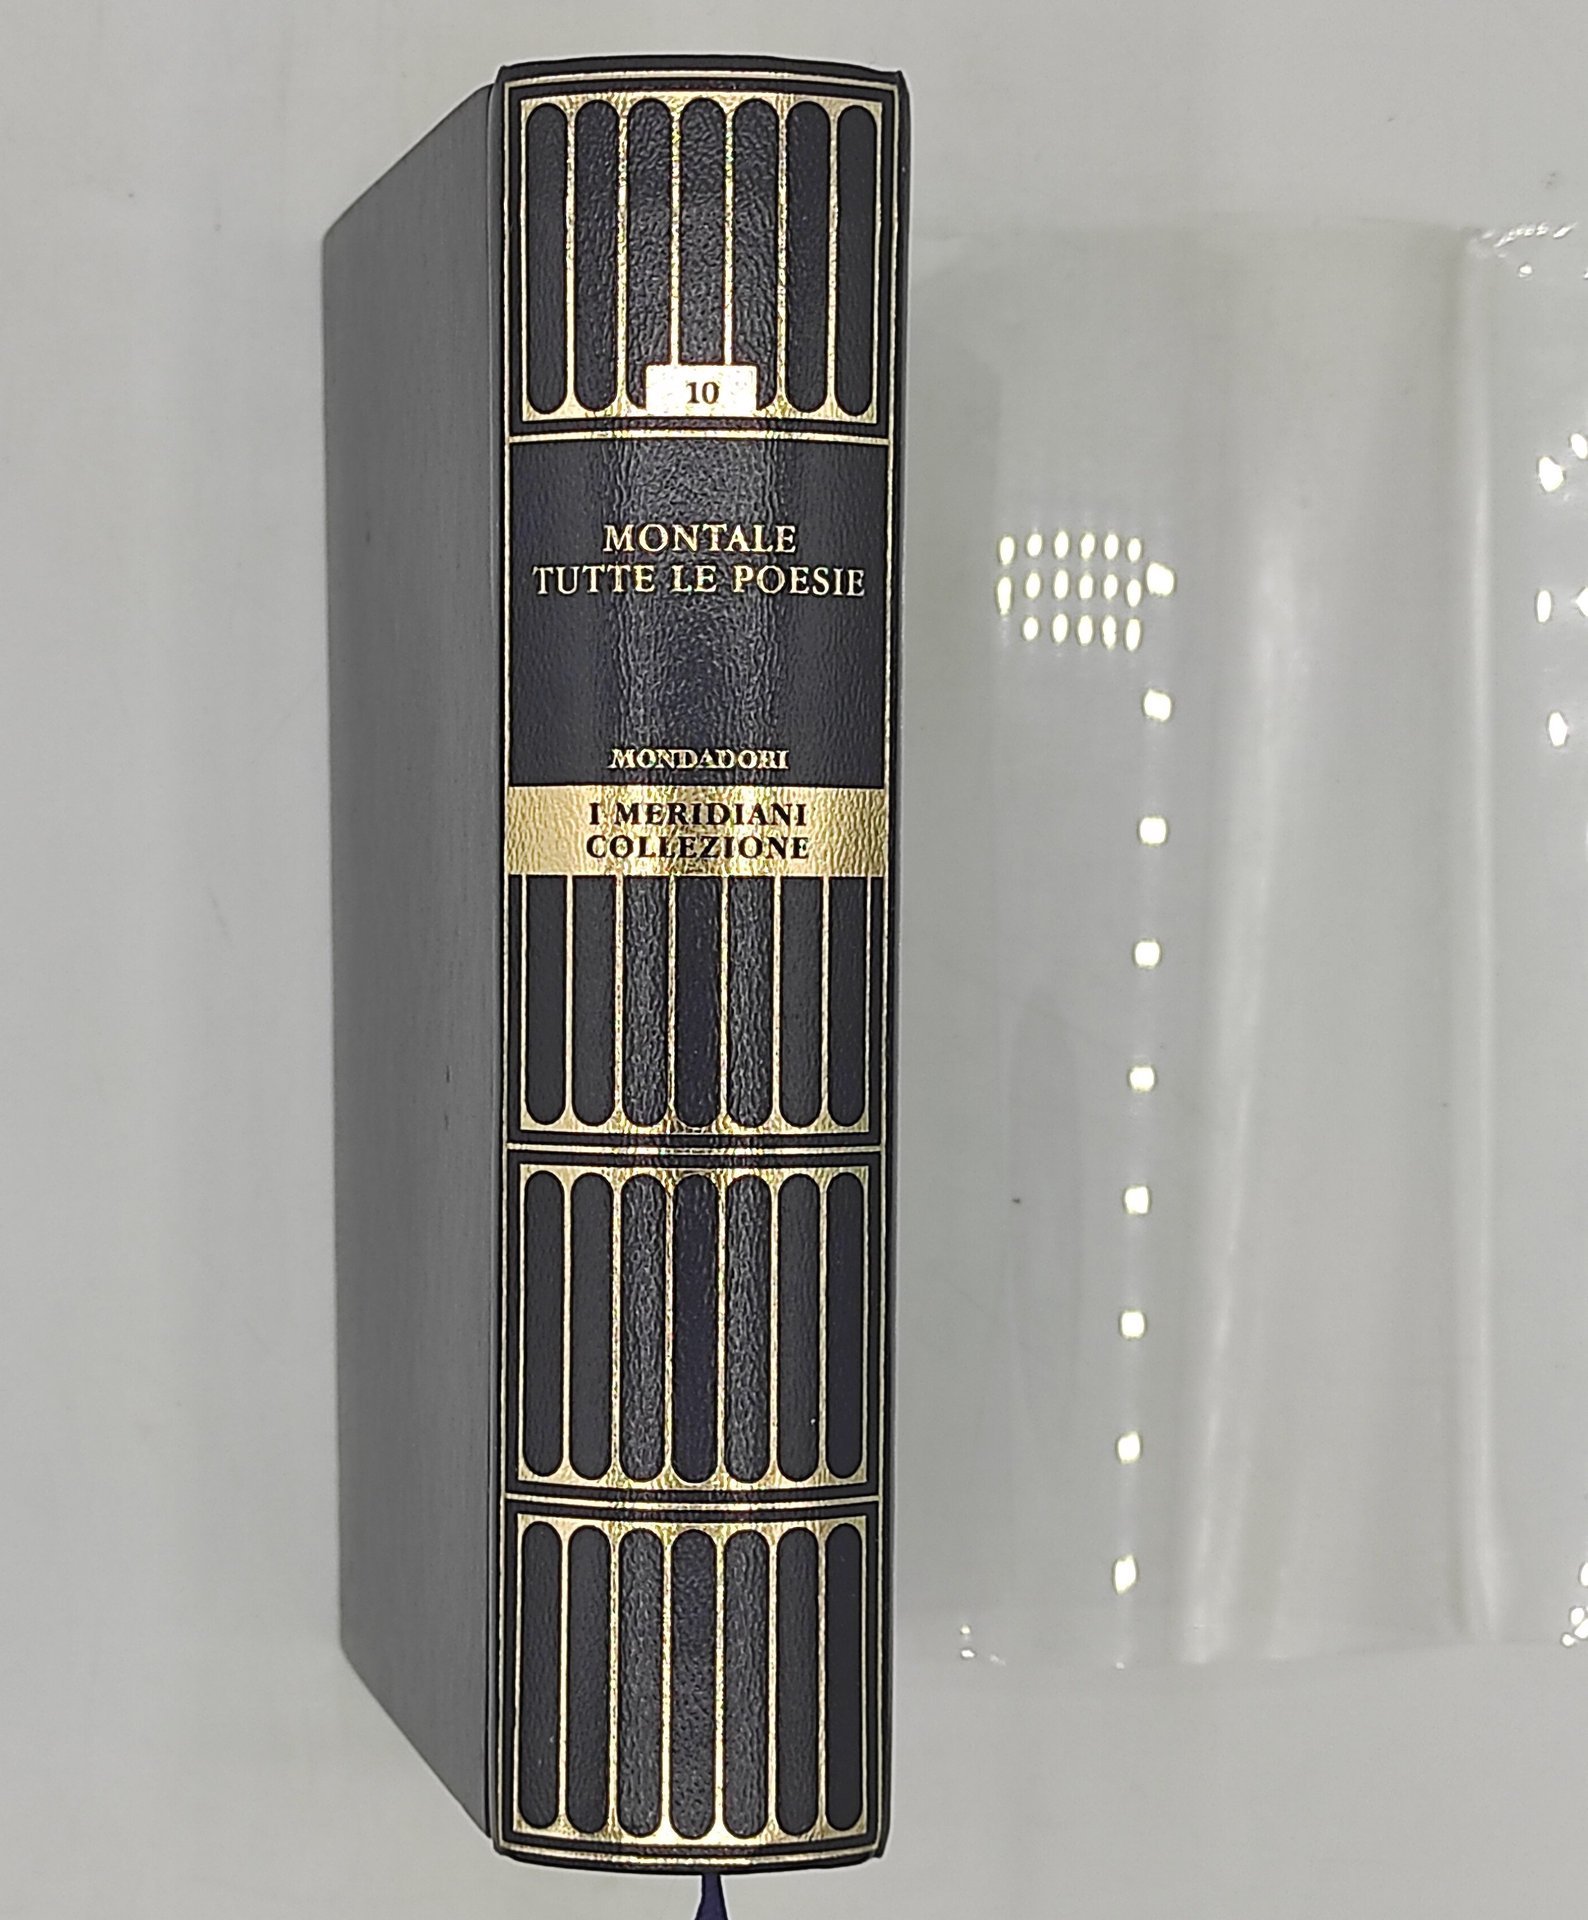 10
MONTALE
TUTTE LE POESIE
MONDADORI
I MERIDIANI
COLLEZIONE